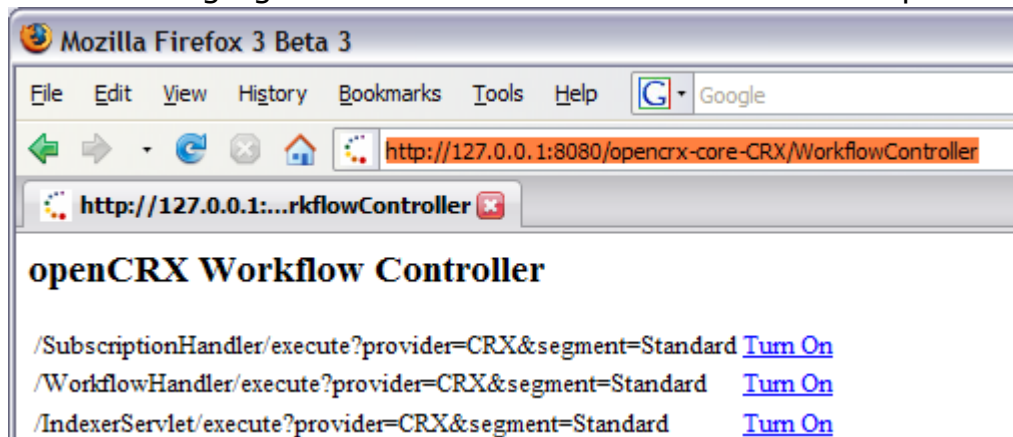 Mozilla Firefox 3 Beta 3
File Edit View History Bookmarks Tools Help G Google
http://127.0.0.1:8080/opencrx-core-CRX/WorkflowController
http://127.0.0.1:...rkflowController
openCRX Workflow Controller
/SubscriptionHandler/execute?provider=CRX&segment=Standard Turn On
/WorkflowHandler/execute?provider=CRX&segment=Standard Turn On
/IndexerServlet/execute?provider=CRX&segment=Standard Turn On